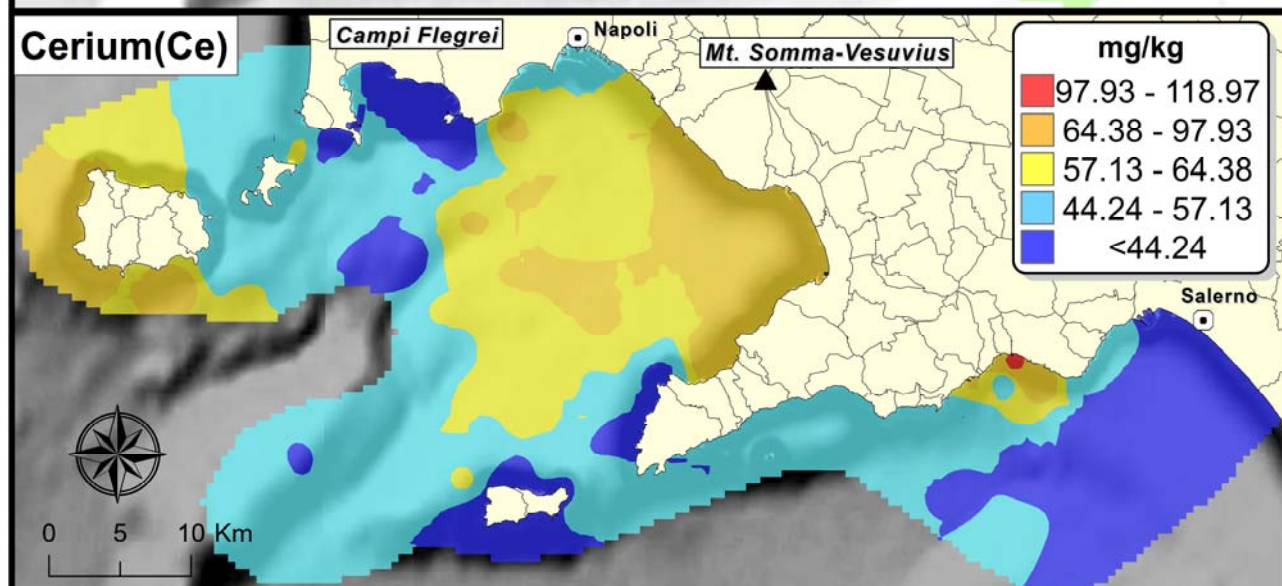 Cerium(Ce)
Campi Flegrei
Napoli
Mt. Somma-Vesuvius
mg/kg
97.93 - 118.97
64.38 - 97.93
57.13 - 64.38
44.24 - 57.13
<44.24
Salerno
0 5 10 Km